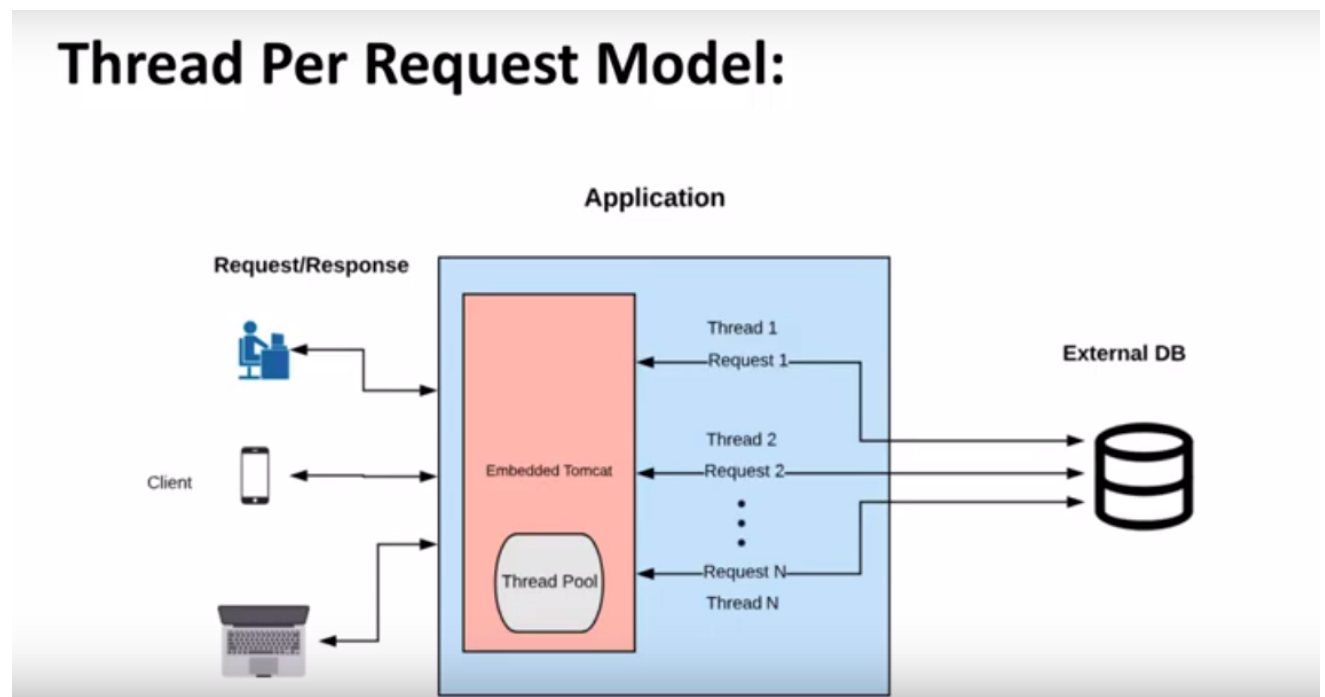 Thread Per Request Model:
Application
Request/Response
Thread 1
Request 1
External DB
Thread 2
Client
Embedded Tomcat
Request 2
Thread Pool
Request N
Thread N